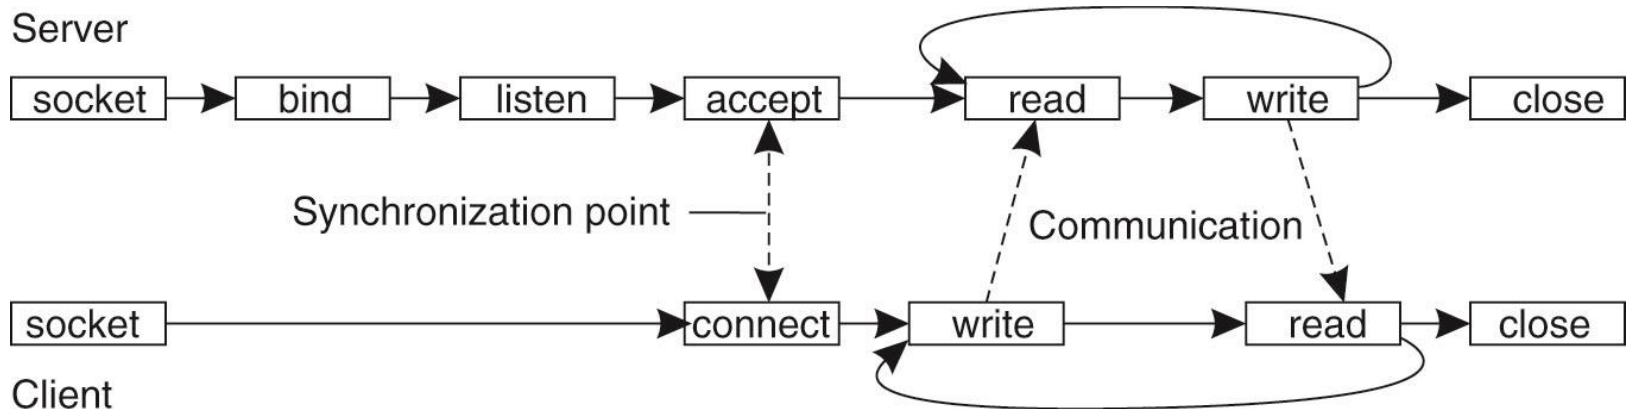 Server
socket bind listen accept read write close
Synchronization point
Communication
socket connect write read close
Client